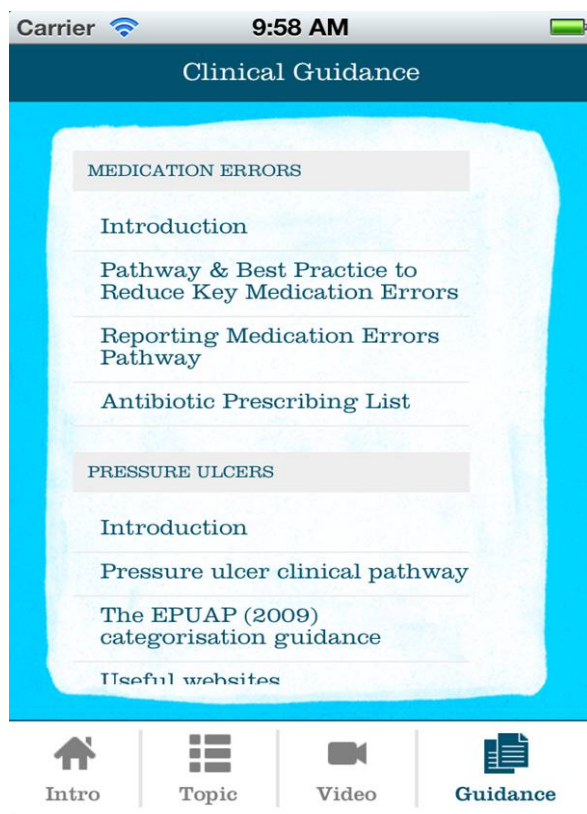 Carrier 9:58 AM
Clinical Guidance
MEDICATION ERRORS
Introduction
Pathway & Best Practice to
Reduce Key Medication Errors
Reporting Medication Errors
Pathway
Antibiotic Prescribing List
PRESSURE ULCERS
Introduction
Pressure ulcer clinical pathway
The EPUAP (2009)
categorisation guidance
Useful websites
Intro Topic Video Guidance